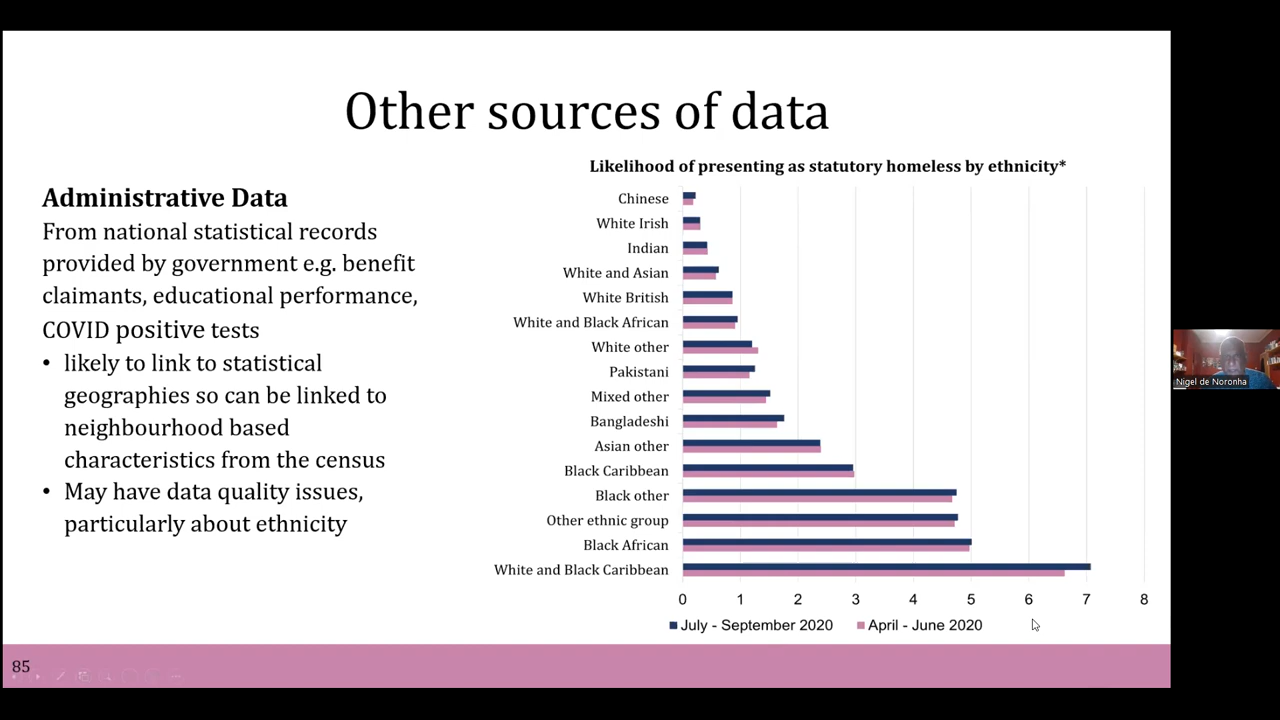 Other sources of data
Administrative Data
From national statistical records
provided by government e.g. benefit
claimants, educational performance,
COVID positive tests
• likely to link to statistical
geographies so can be linked to
neighbourhood based
characteristics from the census
• May have data quality issues,
particularly about ethnicity
Likelihood of presenting as statutory homeless by ethnicity*
Chinese
White Irish
Indian
White and Asian
White British
White and Black African
White other
Pakistani
Mixed other
Bangladeshi
Asian other
Black Caribbean
Black other
Other ethnic group
Black African
White and Black Caribbean
0 1 2 3 4 5 6 7 8
July - September 2020 April - June 2020
85
Nigel de Noronha